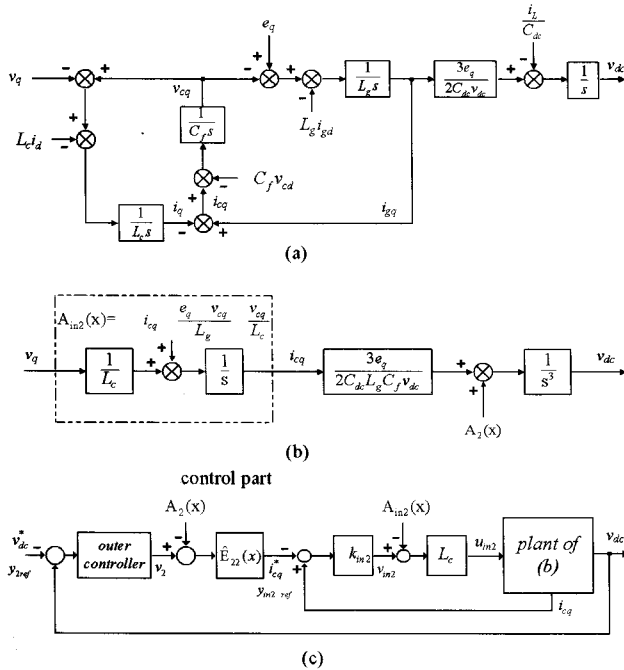 e_q
i_L
C_dc
v_q
v_cq
1
L_g s
3e_q
2C_dc v_dc
1
s
v_dc
L_c i_d
L_g i_gd
1
C_f s
C_f v_cd
i_q
i_cq
i_gq
1
L_c s
(a)
A_in2(x)= i_cq e_q v_cq v_cq
L_g L_c
v_q
1
L_c
1
s
i_cq
3e_q
2C_dc L_g C_f v_dc
1
s^3
v_dc
A_2(x)
(b)
control part
A_2(x)
A_in2(x)
v_dc^*
y_2ref
outer
controller
v_2
Ê_22(x)
i_cq^*
y_in2 ref
k_in2
v_in2
L_c
u_in2
plant of
(b)
v_dc
i_cq
(c)